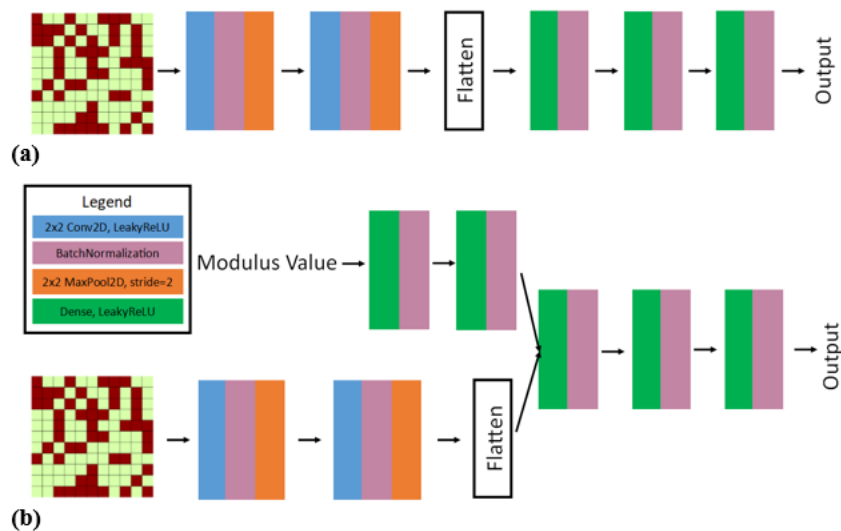 Flatten
Output
(a)
Legend
2x2 Conv2D, LeakyReLU
BatchNormalization
2x2 MaxPool2D, stride=2
Dense, LeakyReLU
Modulus Value
Flatten
Output
(b)